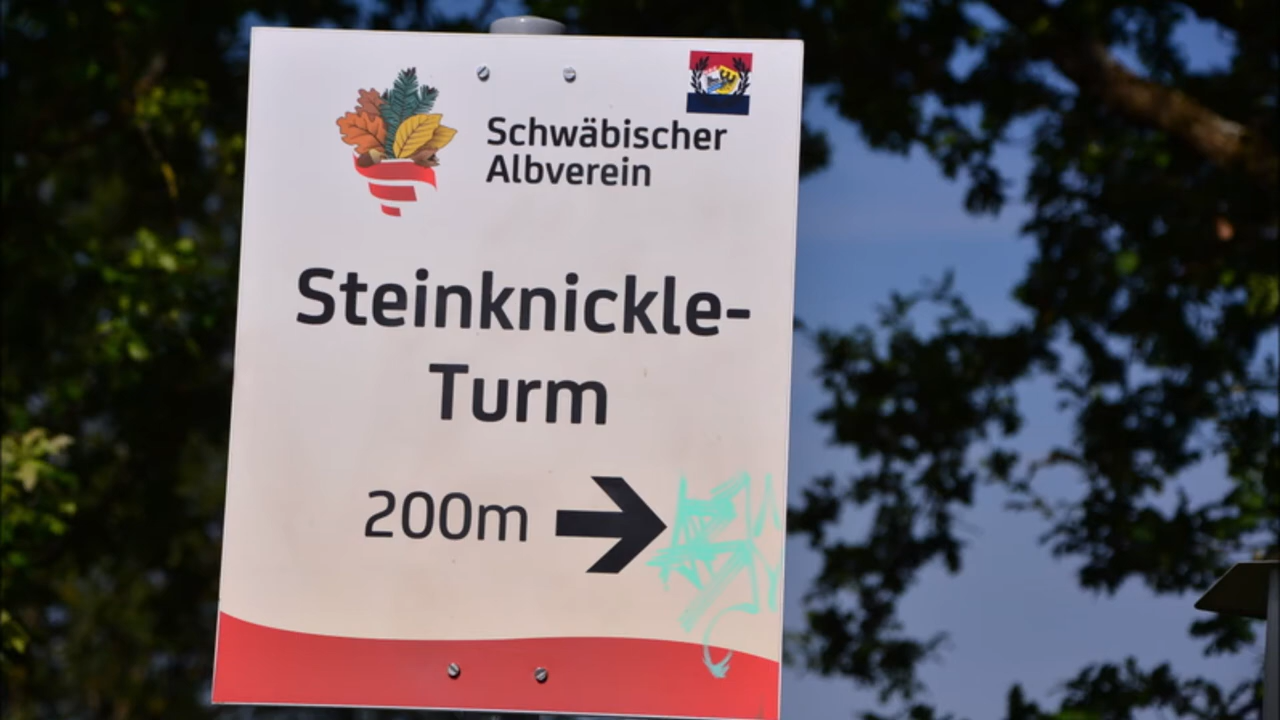 Schwäbischer
Albverein
Steinknickle-
Turm
200m